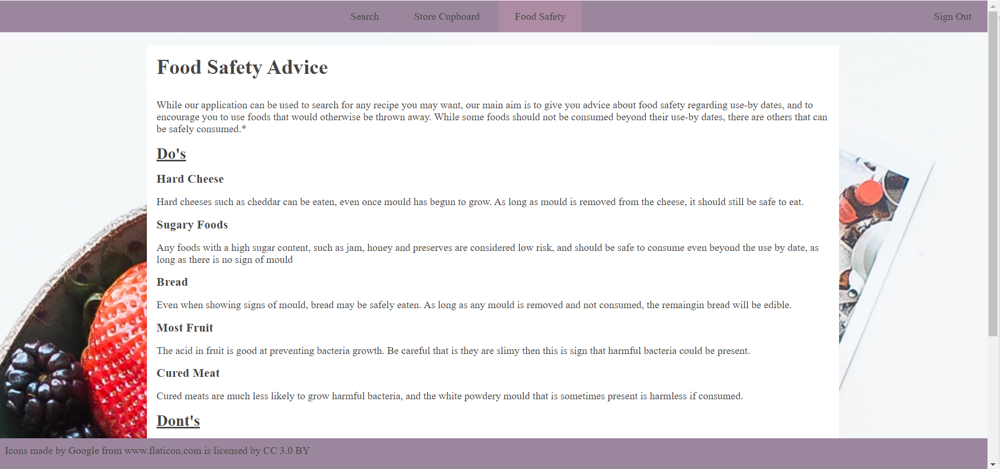 Search Store Cupboard Food Safety Sign Out
Food Safety Advice
While our application can be used to search for any recipe you may want, our main aim is to give you advice about food safety regarding use-by dates, and to
encourage you to use foods that would otherwise be thrown away. While some foods should not be consumed beyond their use-by dates, there are others that can
be safely consumed.*
Do's
Hard Cheese
Hard cheeses such as cheddar can be eaten, even once mould has begun to grow. As long as mould is removed from the cheese, it should still be safe to eat.
Sugary Foods
Any foods with a high sugar content, such as jam, honey and preserves are considered low risk, and should be safe to consume even beyond the use by date, as
long as there is no sign of mould
Bread
Even when showing signs of mould, bread may be safely eaten. As long as any mould is removed and not consumed, the remaingin bread will be edible.
Most Fruit
The acid in fruit is good at preventing bacteria growth. Be careful that is they are slimy then this is sign that harmful bacteria could be present.
Cured Meat
Cured meats are much less likely to grow harmful bacteria, and the white powdery mould that is sometimes present is harmless if consumed.
Dont's
Icons made by Google from www.flaticon.com is licensed by CC 3.0 BY